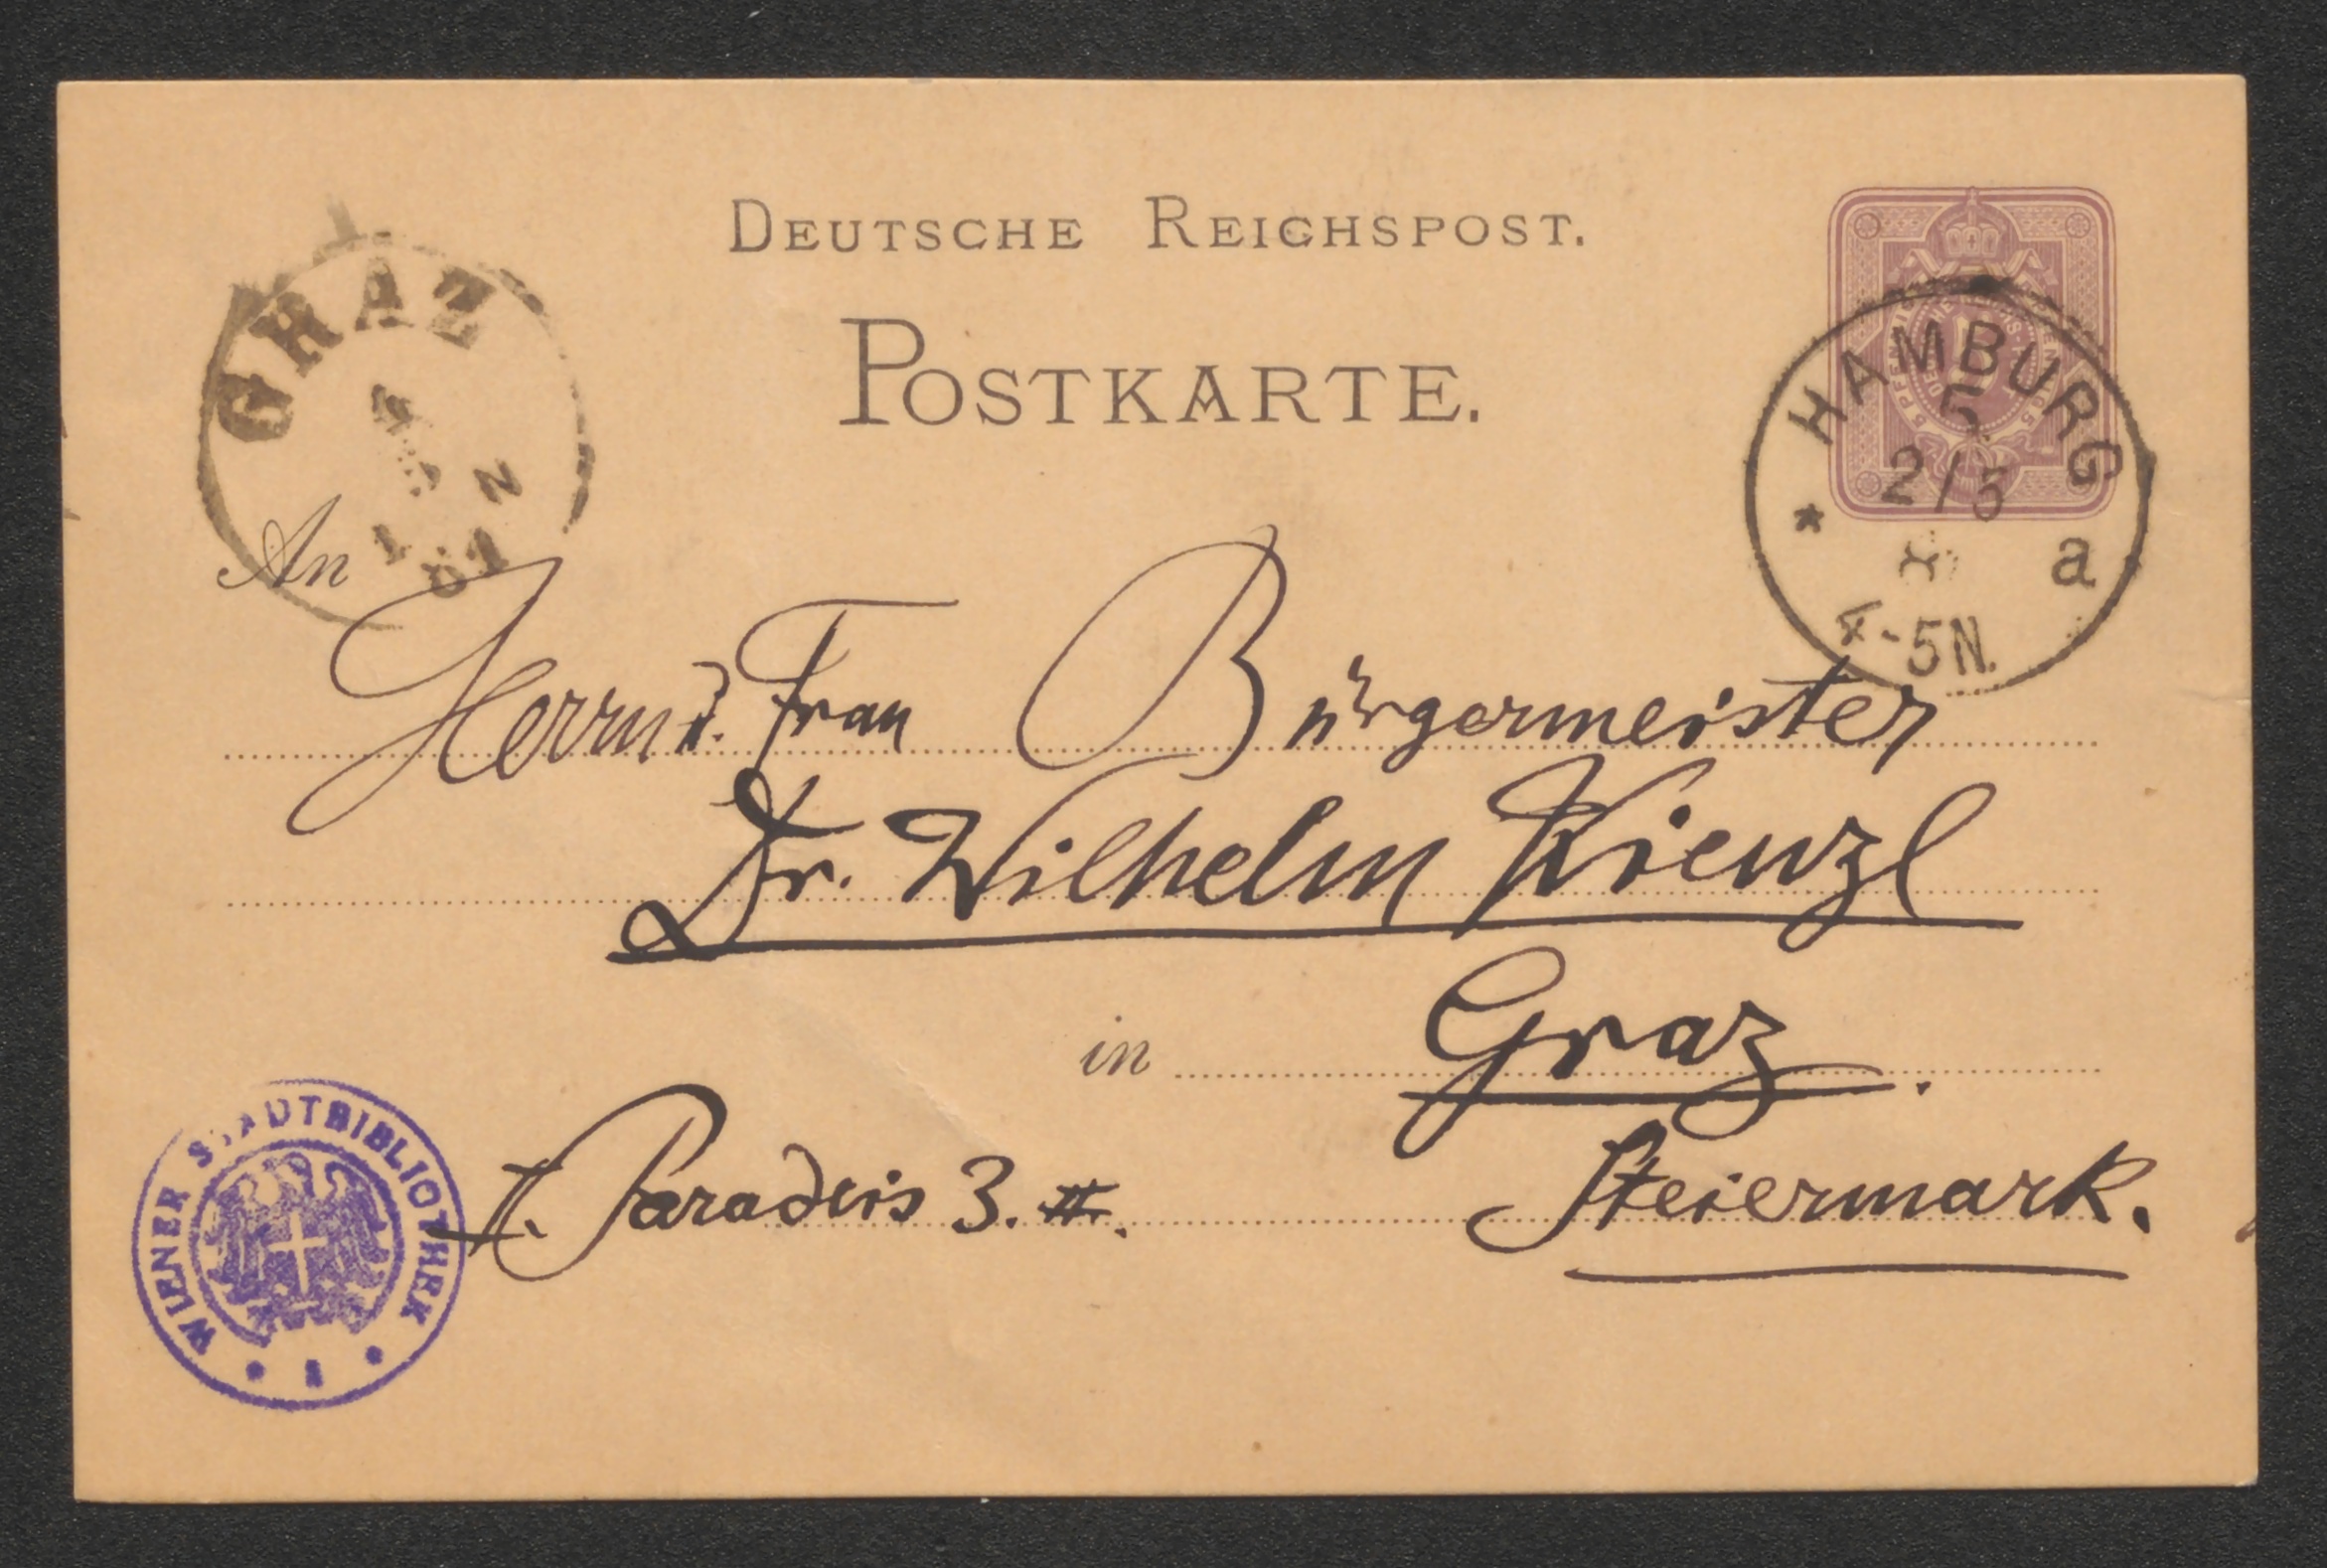 DEUTSCHE REICHSPOST.
POSTKARTE.
GRAZ
HAMBURG
5
2/5
8
a
4-5N.
An
Herrn u. Frau Bürgermeister
Dr. Wilhelm Kienzl
in Graz.
II. Paradeis 3. II.
Steiermark.
WIENER STADTBIBLIOTHEK